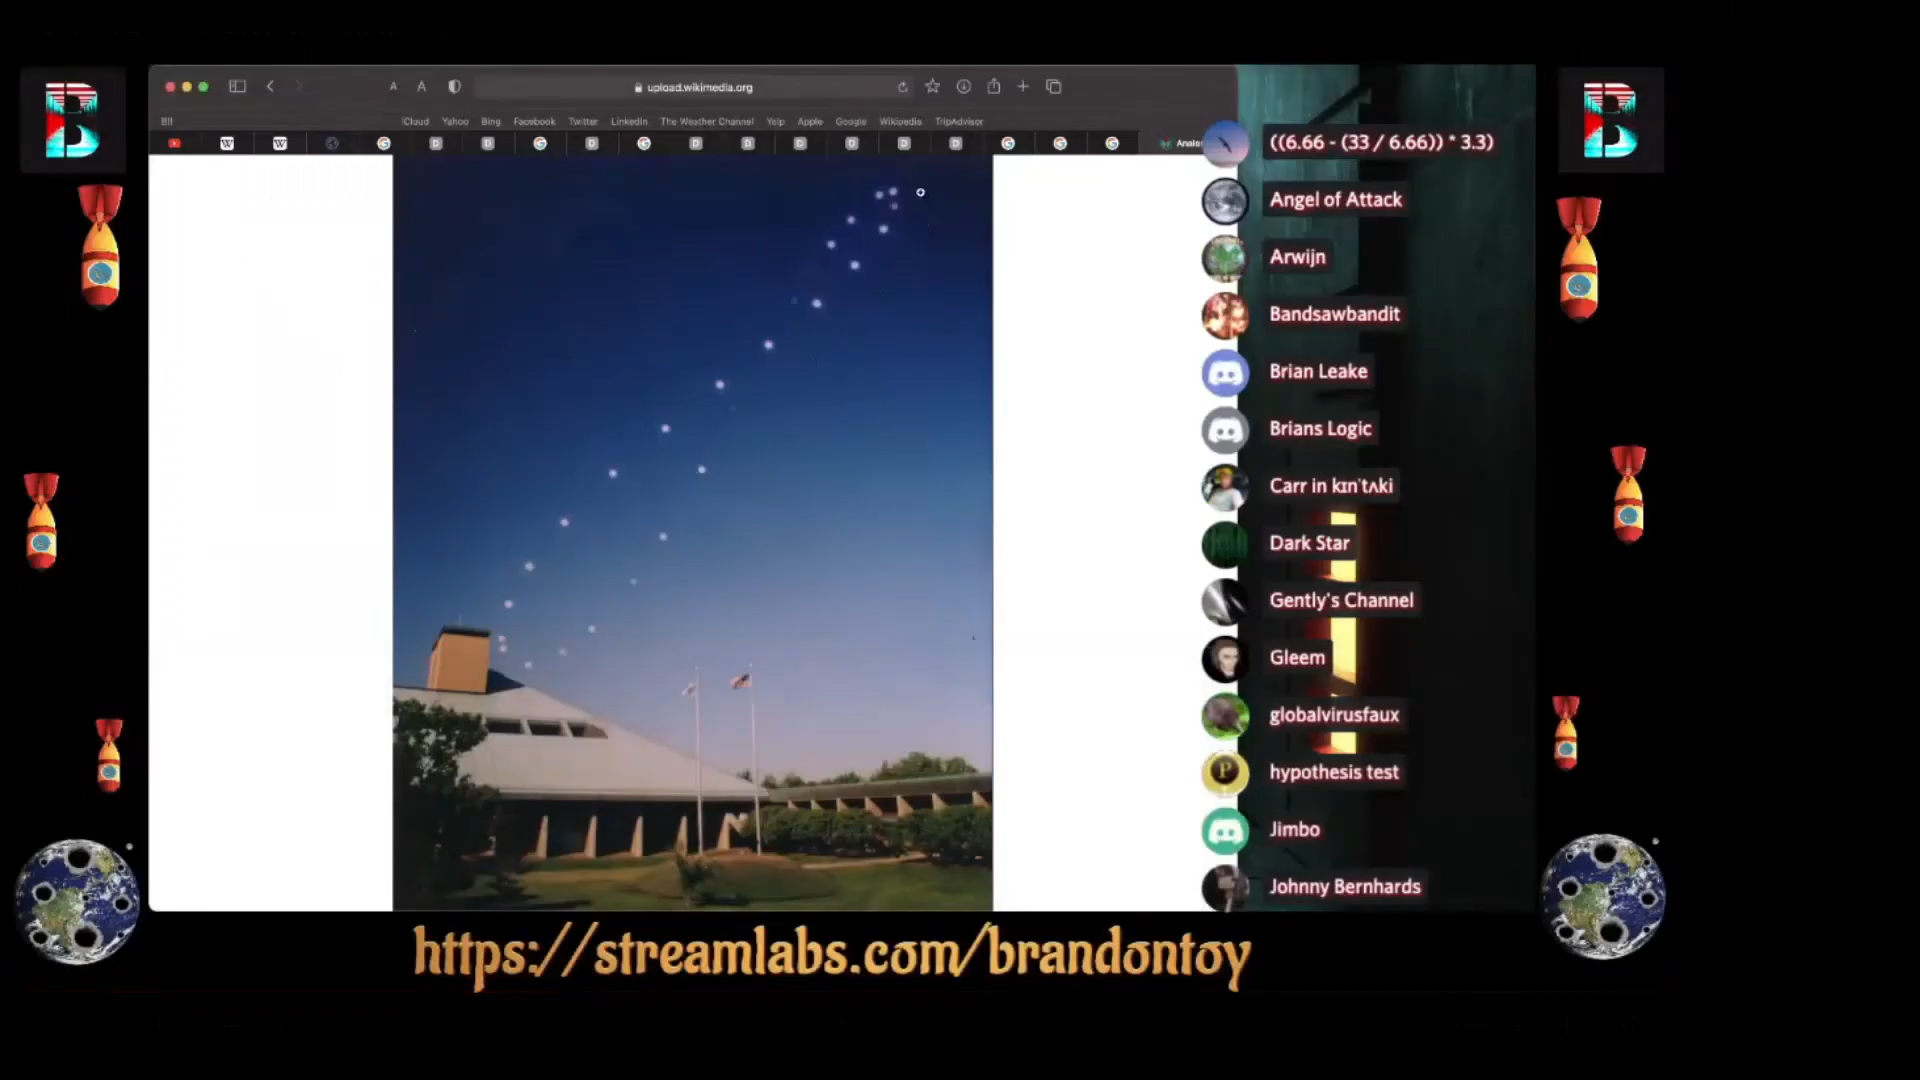 upload.wikimedia.org
A A
BII
iCloud Yahoo Bing Facebook Twitter LinkedIn The Weather Channel Yelp Apple Google Wikipedia TripAdvisor
((6.66 - (33 / 6.66)) * 3.3)
Angel of Attack
Arwijn
Bandsawbandit
Brian Leake
Brians Logic
Carr in kɪnˈtʌki
Dark Star
Gently's Channel
Gleem
globalvirusfaux
hypothesis test
Jimbo
Johnny Bernhards
https://streamlabs.com/brandontoy